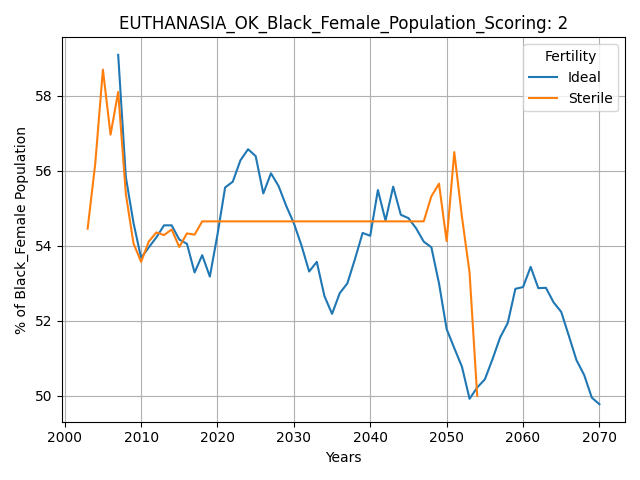 EUTHANASIA_OK_Black_Female_Population_Scoring: 2
Fertility
Ideal
Sterile
% of Black_Female Population
58
56
54
52
50
2000 2010 2020 2030 2040 2050 2060 2070
Years